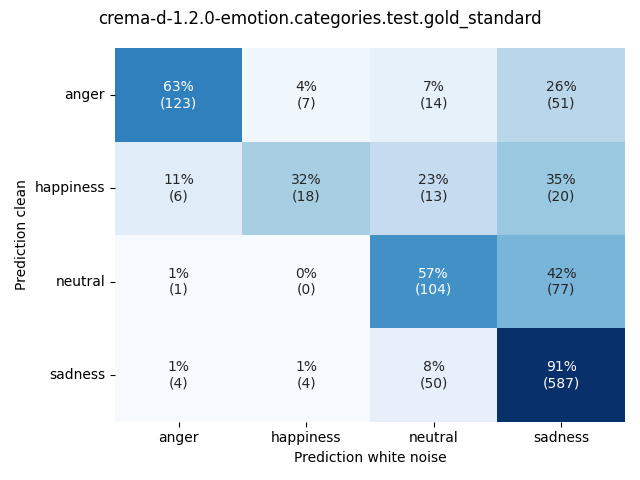 crema-d-1.2.0-emotion.categories.test.gold_standard
Prediction clean
anger
63% 4% 7% 26%
(123) (7) (14) (51)
happiness
11% 32% 23% 35%
(6) (18) (13) (20)
neutral
1% 0% 57% 42%
(1) (0) (104) (77)
sadness
1% 1% 8% 91%
(4) (4) (50) (587)
anger happiness neutral sadness
Prediction white noise